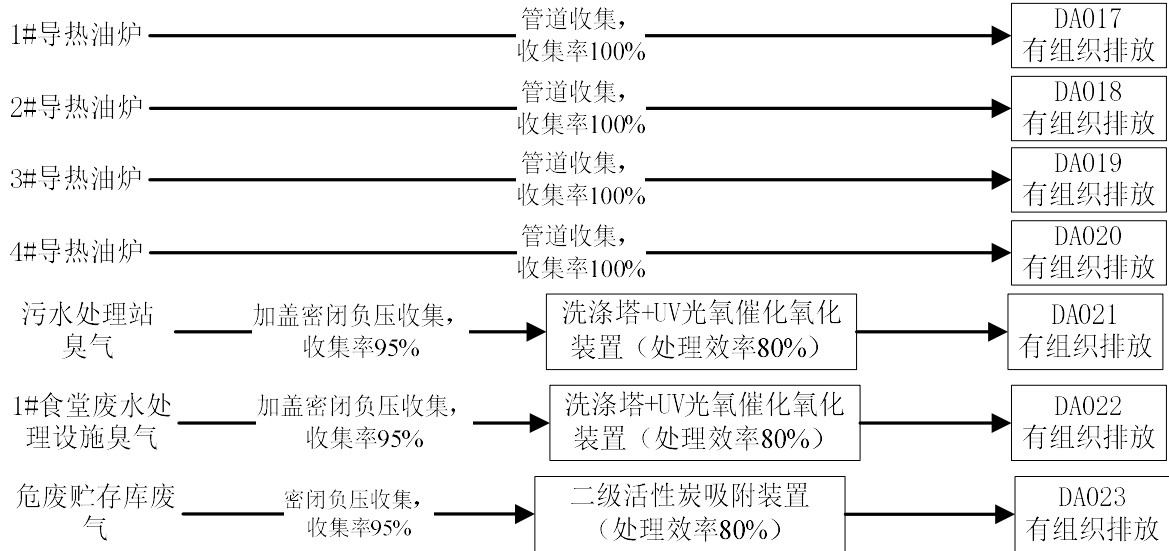 1#导热油炉
管道收集，
收集率100%
DA017
有组织排放
2#导热油炉
管道收集，
收集率100%
DA018
有组织排放
3#导热油炉
管道收集，
收集率100%
DA019
有组织排放
4#导热油炉
管道收集，
收集率100%
DA020
有组织排放
污水处理站
臭气
加盖密闭负压收集，
收集率95%
洗涤塔+UV光氧催化氧化
装置（处理效率80%）
DA021
有组织排放
1#食堂废水处
理设施臭气
加盖密闭负压收集，
收集率95%
洗涤塔+UV光氧催化氧化
装置（处理效率80%）
DA022
有组织排放
危废贮存库废
气
密闭负压收集，
收集率95%
二级活性炭吸附装置
（处理效率80%）
DA023
有组织排放